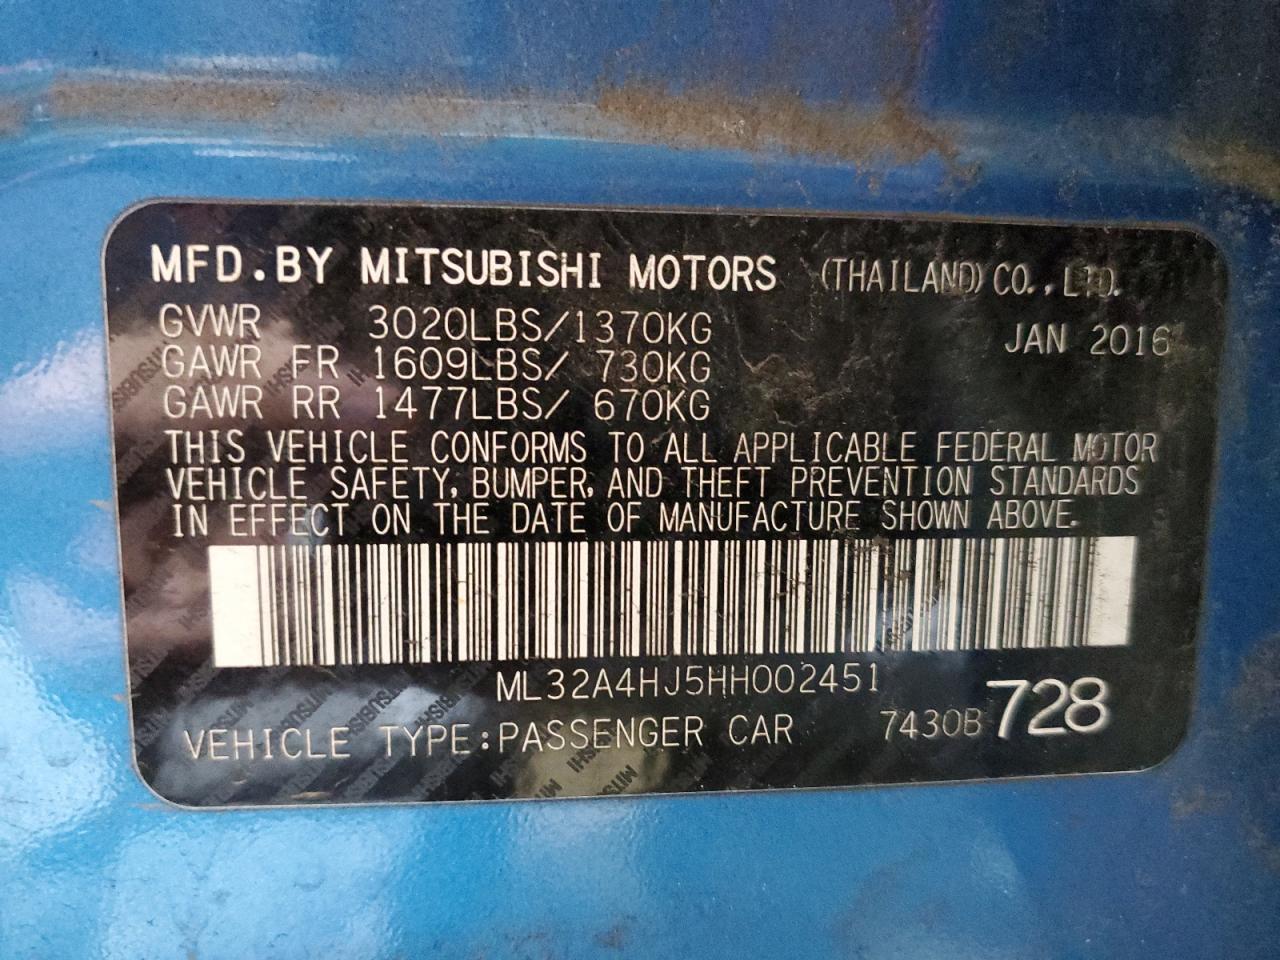 MFD.BY MITSUBISHI MOTORS (THAILAND) CO.,LTD.
GVWR 3020LBS/1370KG JAN 2016
GAWR FR 1609LBS/ 730KG
GAWR RR 1477LBS/ 670KG
THIS VEHICLE CONFORMS TO ALL APPLICABLE FEDERAL MOTOR
VEHICLE SAFETY, BUMPER, AND THEFT PREVENTION STANDARDS
IN EFFECT ON THE DATE OF MANUFACTURE SHOWN ABOVE.
ML32A4HJ5HH002451
VEHICLE TYPE:PASSENGER CAR 7430B 728